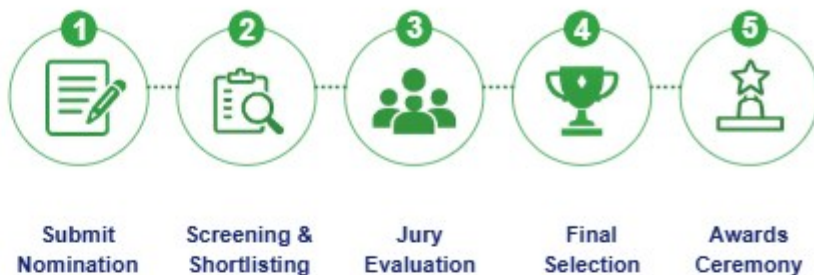 1 2 3 4 5
Submit Nomination
Screening & Shortlisting
Jury Evaluation
Final Selection
Awards Ceremony